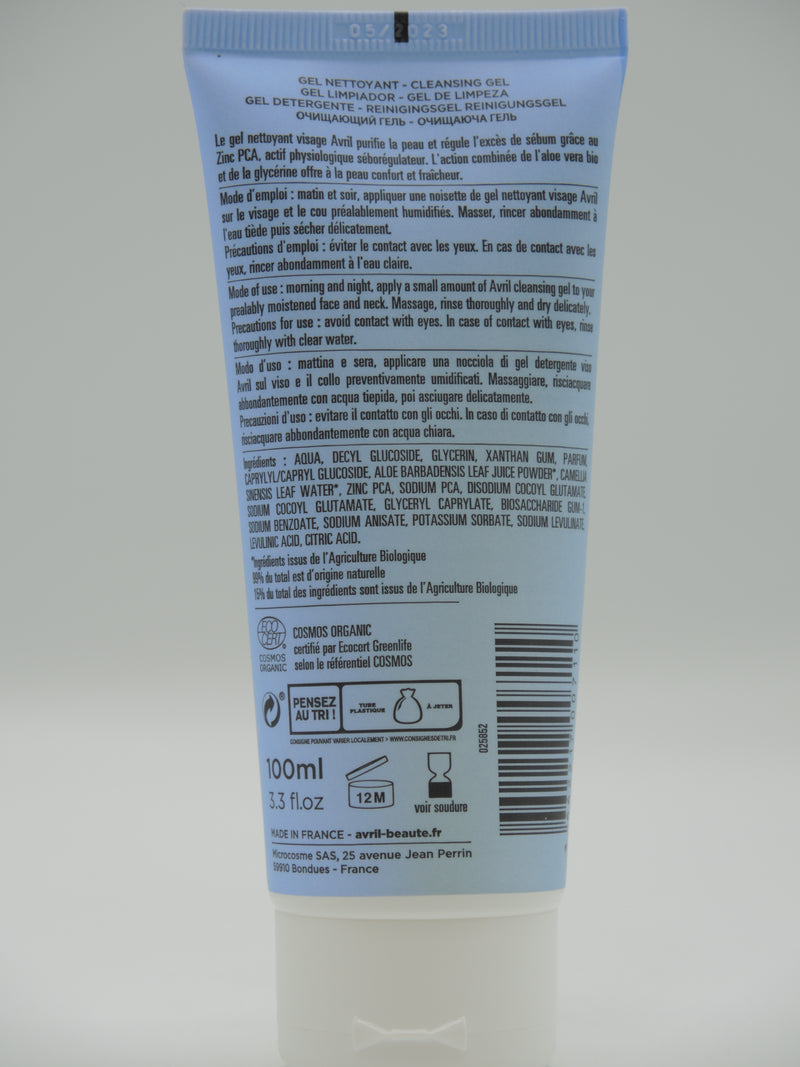 05/2023
GEL NETTOYANT - CLEANSING GEL
GEL LIMPIADOR - GEL DE LIMPEZA
GEL DETERGENTE - REINIGINGSGEL REINIGUNGSGEL
ОЧИЩАЮЩИЙ ГЕЛЬ - ОЧИЩАЮЧА ГЕЛЬ
Le gel nettoyant visage Avril purifie la peau et régule l'excès de sébum grâce au
Zinc PCA, actif physiologique séborégulateur. L'action combinée de l'aloe vera bio
et de la glycérine offre à la peau confort et fraîcheur.
Mode d'emploi : matin et soir, appliquer une noisette de gel nettoyant visage Avril
sur le visage et le cou préalablement humidifiés. Masser, rincer abondamment à
l'eau tiède puis sécher délicatement.
Précautions d'emploi : éviter le contact avec les yeux. En cas de contact avec les
yeux, rincer abondamment à l'eau claire.
Mode of use : morning and night, apply a small amount of Avril cleansing gel to your
prealably moistened face and neck. Massage, rinse thoroughly and dry delicately.
Precautions for use : avoid contact with eyes. In case of contact with eyes, rinse
thoroughly with clear water.
Modo d'uso : mattina e sera, applicare una nocciola di gel detergente viso
Avril sul viso e il collo preventivamente umidificati. Massaggiare, risciacquare
abbondantemente con acqua tiepida, poi asciugare delicatamente.
Precauzioni d'uso : evitare il contatto con gli occhi. In caso di contatto con gli occhi,
risciacquare abbondantemente con acqua chiara.
Ingrédients : AQUA, DECYL GLUCOSIDE, GLYCERIN, XANTHAN GUM, PARFUM,
CAPRYLYL/CAPRYL GLUCOSIDE, ALOE BARBADENSIS LEAF JUICE POWDER*, CAMELLIA
SINENSIS LEAF WATER*, ZINC PCA, SODIUM PCA, DISODIUM COCOYL GLUTAMATE,
SODIUM COCOYL GLUTAMATE, GLYCERYL CAPRYLATE, BIOSACCHARIDE GUM-1,
SODIUM BENZOATE, SODIUM ANISATE, POTASSIUM SORBATE, SODIUM LEVULINATE,
LEVULINIC ACID, CITRIC ACID.
*Ingrédients issus de l'Agriculture Biologique
99% du total est d'origine naturelle
15% du total des ingrédients sont issus de l'Agriculture Biologique
ECO
CERT
COSMOS
ORGANIC
COSMOS ORGANIC
certifié par Ecocert Greenlife
selon le référentiel COSMOS
PENSEZ
AU TRI !
TUBE
PLASTIQUE
À JETER
CONSIGNE POUVANT VARIER LOCALEMENT > WWW.CONSIGNESDETRI.FR
025852
100ml
3.3 fl.oz
12M
voir soudure
MADE IN FRANCE - avril-beaute.fr
Microcosme SAS, 25 avenue Jean Perrin
59910 Bondues - France